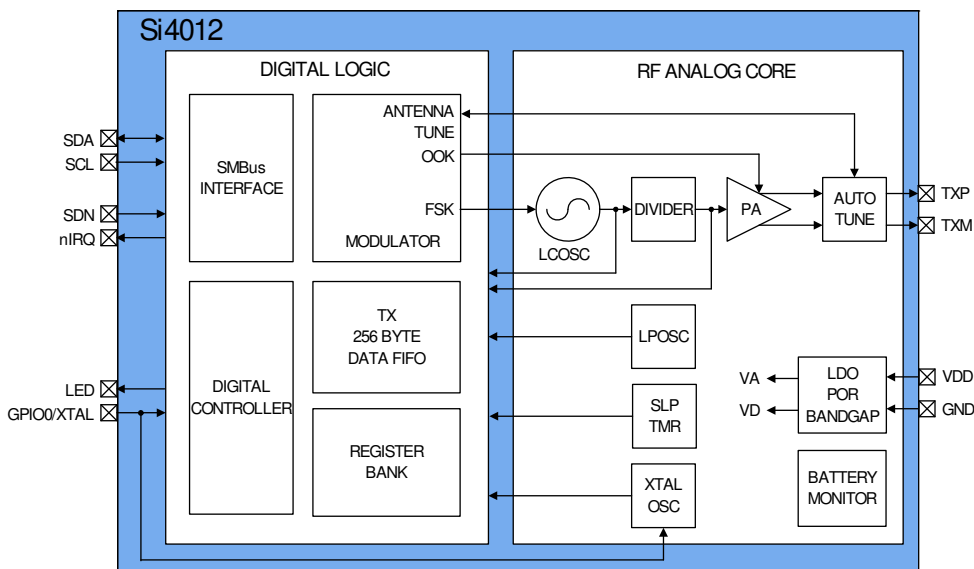 Si4012
DIGITAL LOGIC
RF ANALOG CORE
SDA
SCL
SDN
nIRQ
LED
GPIO0/XTAL
SMBus
INTERFACE
ANTENNA
TUNE
OOK
FSK
MODULATOR
DIGITAL
CONTROLLER
TX
256 BYTE
DATA FIFO
REGISTER
BANK
LCOSC
DIVIDER
PA
AUTO
TUNE
TXP
TXM
LPOSC
SLP
TMR
XTAL
OSC
VA
VD
LDO
POR
BANDGAP
VDD
GND
BATTERY
MONITOR